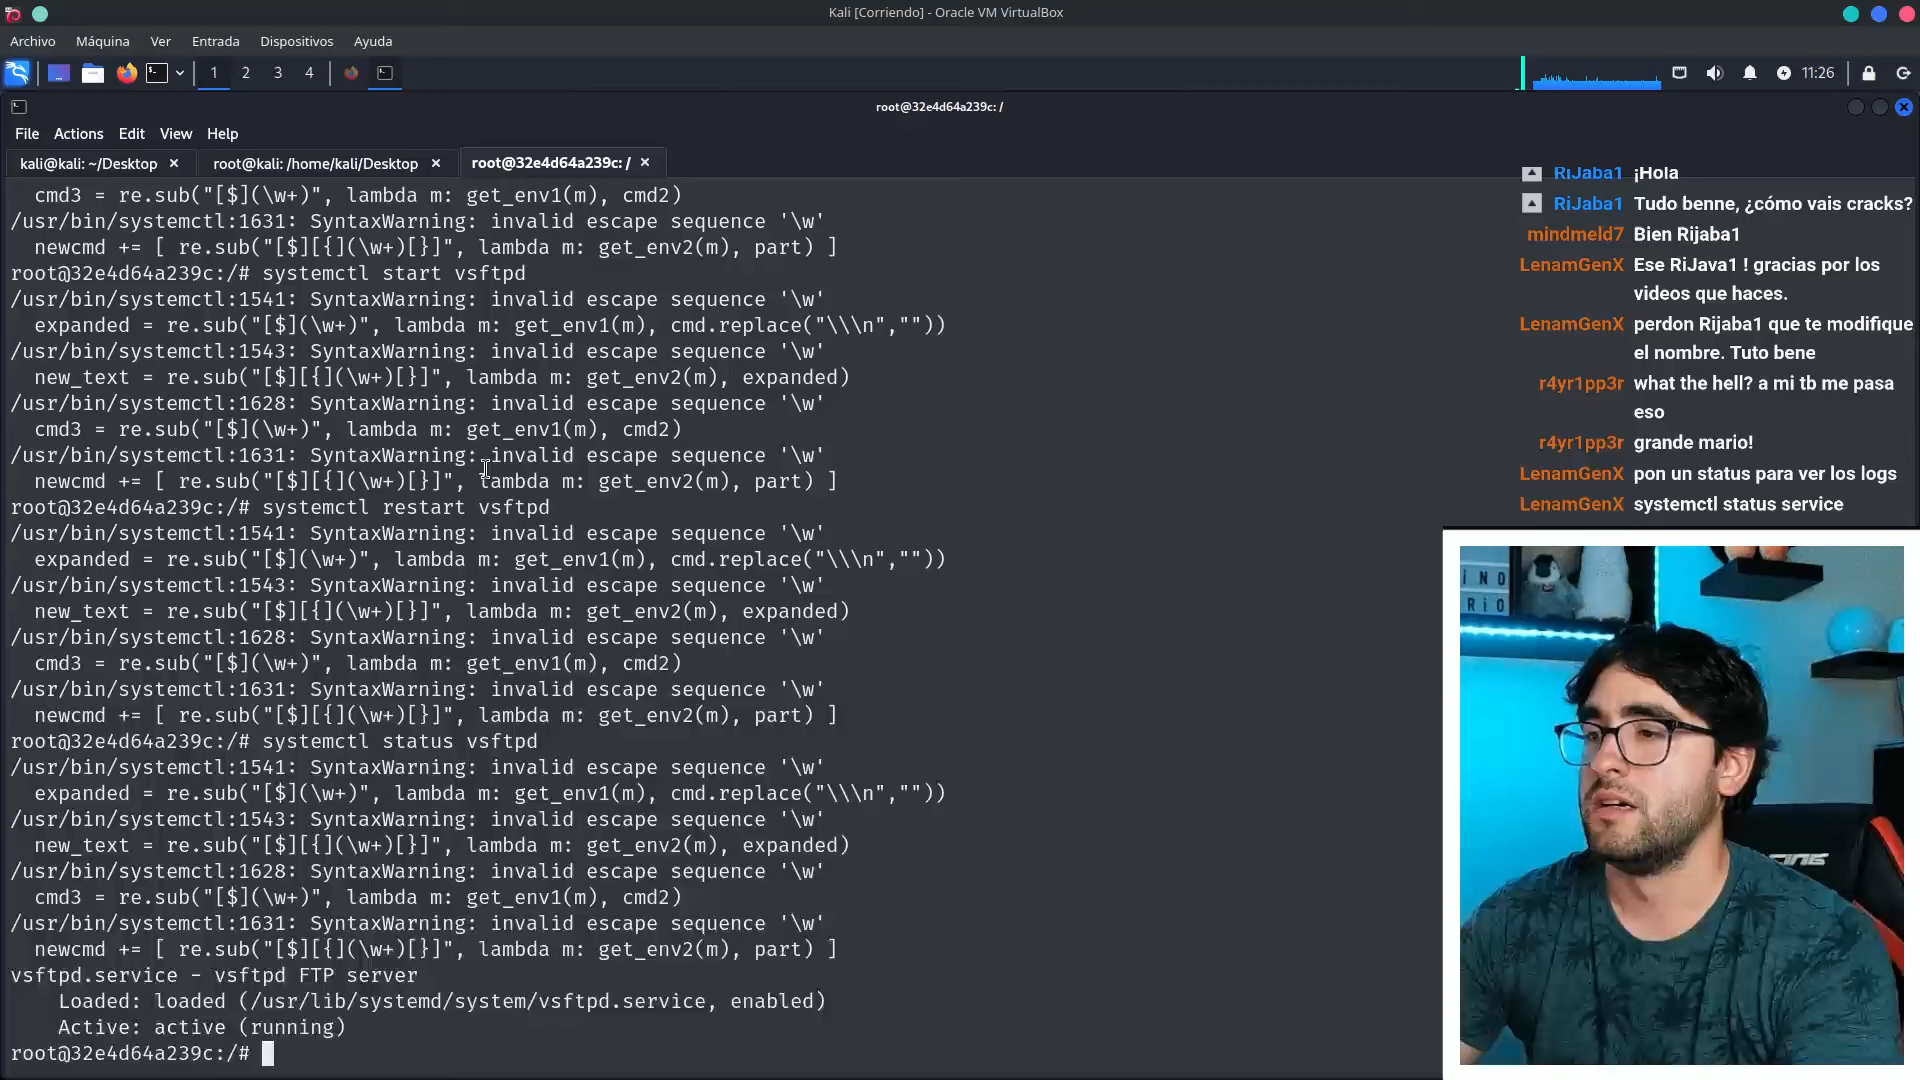 Kali [Corriendo] - Oracle VM VirtualBox
Archivo Máquina Ver Entrada Dispositivos Ayuda
1 2 3 4 11:26
root@32e4d64a239c: /
File Actions Edit View Help
kali@kali: ~/Desktop × root@kali: /home/kali/Desktop × root@32e4d64a239c: / ×
  cmd3 = re.sub("[$](\w+)", lambda m: get_env1(m), cmd2)
/usr/bin/systemctl:1631: SyntaxWarning: invalid escape sequence '\w'
  newcmd += [ re.sub("[$][{](\w+)[}]", lambda m: get_env2(m), part) ]
root@32e4d64a239c:/# systemctl start vsftpd
/usr/bin/systemctl:1541: SyntaxWarning: invalid escape sequence '\w'
  expanded = re.sub("[$](\w+)", lambda m: get_env1(m), cmd.replace("\\\n",""))
/usr/bin/systemctl:1543: SyntaxWarning: invalid escape sequence '\w'
  new_text = re.sub("[$][{](\w+)[}]", lambda m: get_env2(m), expanded)
/usr/bin/systemctl:1628: SyntaxWarning: invalid escape sequence '\w'
  cmd3 = re.sub("[$](\w+)", lambda m: get_env1(m), cmd2)
/usr/bin/systemctl:1631: SyntaxWarning: invalid escape sequence '\w'
  newcmd += [ re.sub("[$][{](\w+)[}]", lambda m: get_env2(m), part) ]
root@32e4d64a239c:/# systemctl restart vsftpd
/usr/bin/systemctl:1541: SyntaxWarning: invalid escape sequence '\w'
  expanded = re.sub("[$](\w+)", lambda m: get_env1(m), cmd.replace("\\\n",""))
/usr/bin/systemctl:1543: SyntaxWarning: invalid escape sequence '\w'
  new_text = re.sub("[$][{](\w+)[}]", lambda m: get_env2(m), expanded)
/usr/bin/systemctl:1628: SyntaxWarning: invalid escape sequence '\w'
  cmd3 = re.sub("[$](\w+)", lambda m: get_env1(m), cmd2)
/usr/bin/systemctl:1631: SyntaxWarning: invalid escape sequence '\w'
  newcmd += [ re.sub("[$][{](\w+)[}]", lambda m: get_env2(m), part) ]
root@32e4d64a239c:/# systemctl status vsftpd
/usr/bin/systemctl:1541: SyntaxWarning: invalid escape sequence '\w'
  expanded = re.sub("[$](\w+)", lambda m: get_env1(m), cmd.replace("\\\n",""))
/usr/bin/systemctl:1543: SyntaxWarning: invalid escape sequence '\w'
  new_text = re.sub("[$][{](\w+)[}]", lambda m: get_env2(m), expanded)
/usr/bin/systemctl:1628: SyntaxWarning: invalid escape sequence '\w'
  cmd3 = re.sub("[$](\w+)", lambda m: get_env1(m), cmd2)
/usr/bin/systemctl:1631: SyntaxWarning: invalid escape sequence '\w'
  newcmd += [ re.sub("[$][{](\w+)[}]", lambda m: get_env2(m), part) ]
vsftpd.service - vsftpd FTP server
    Loaded: loaded (/usr/lib/systemd/system/vsftpd.service, enabled)
    Active: active (running)
root@32e4d64a239c:/#
RiJaba1 ¡Hola
RiJaba1 Tudo benne, ¿cómo vais cracks?
mindmeld7 Bien Rijaba1
LenamGenX Ese RiJava1 ! gracias por los
videos que haces.
LenamGenX perdon Rijaba1 que te modifique
el nombre. Tuto bene
r4yr1pp3r what the hell? a mi tb me pasa
eso
r4yr1pp3r grande mario!
LenamGenX pon un status para ver los logs
LenamGenX systemctl status service